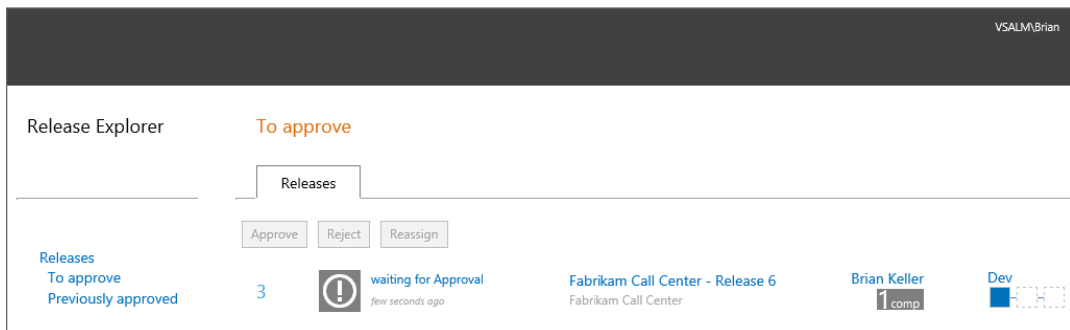 VSALM\Brian
Release Explorer
To approve
Releases
Approve Reject Reassign
Releases
To approve
Previously approved
3
waiting for Approval
few seconds ago
Fabrikam Call Center - Release 6
Fabrikam Call Center
Brian Keller
1 comp
Dev